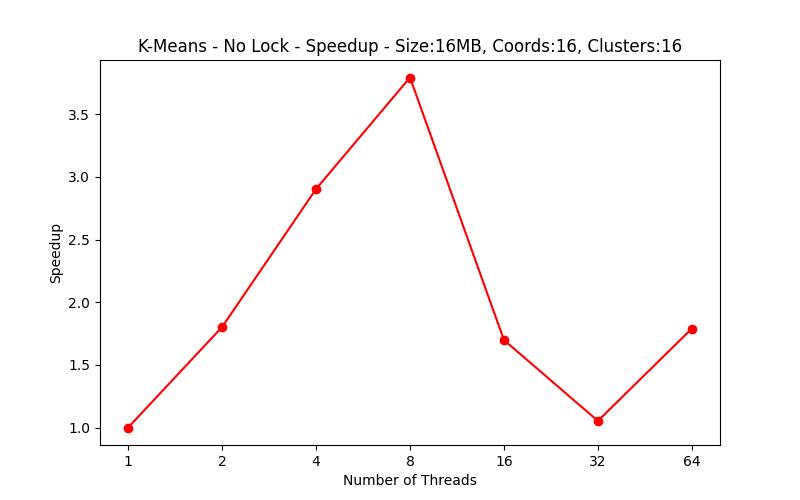 K-Means - No Lock - Speedup - Size:16MB, Coords:16, Clusters:16
3.5
3.0
2.5
2.0
1.5
1.0
Speedup
1 2 4 8 16 32 64
Number of Threads